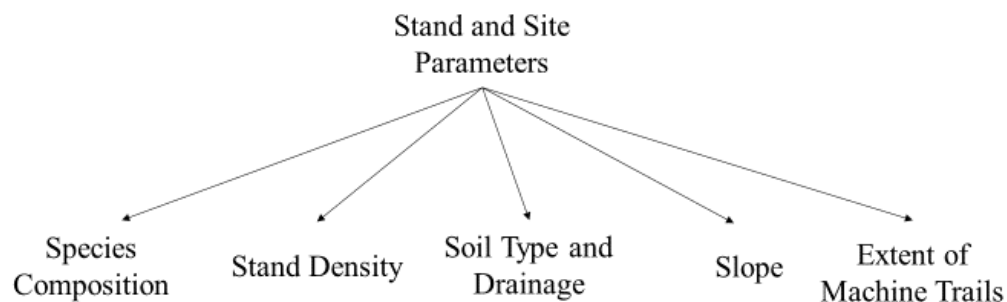 Stand and Site
Parameters
Species
Composition
Stand Density
Soil Type and
Drainage
Slope
Extent of
Machine Trails